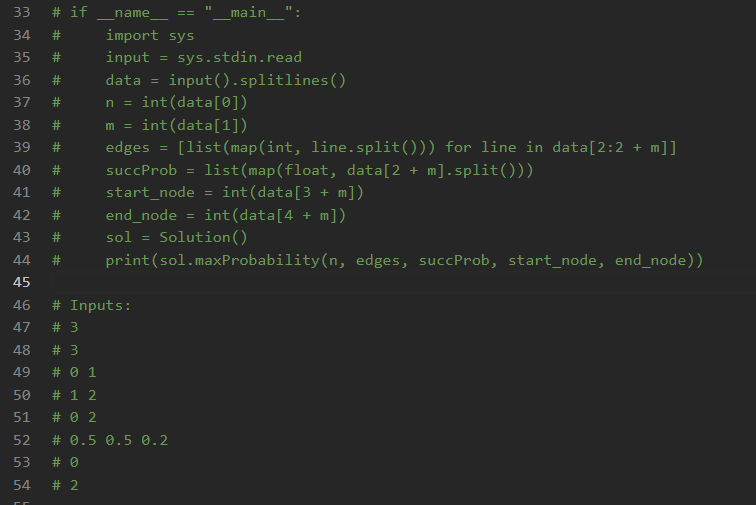 33 # if __name__ == "__main__":
34 #     import sys
35 #     input = sys.stdin.read
36 #     data = input().splitlines()
37 #     n = int(data[0])
38 #     m = int(data[1])
39 #     edges = [list(map(int, line.split())) for line in data[2:2 + m]]
40 #     succProb = list(map(float, data[2 + m].split()))
41 #     start_node = int(data[3 + m])
42 #     end_node = int(data[4 + m])
43 #     sol = Solution()
44 #     print(sol.maxProbability(n, edges, succProb, start_node, end_node))
45
46 # Inputs:
47 # 3
48 # 3
49 # 0 1
50 # 1 2
51 # 0 2
52 # 0.5 0.5 0.2
53 # 0
54 # 2